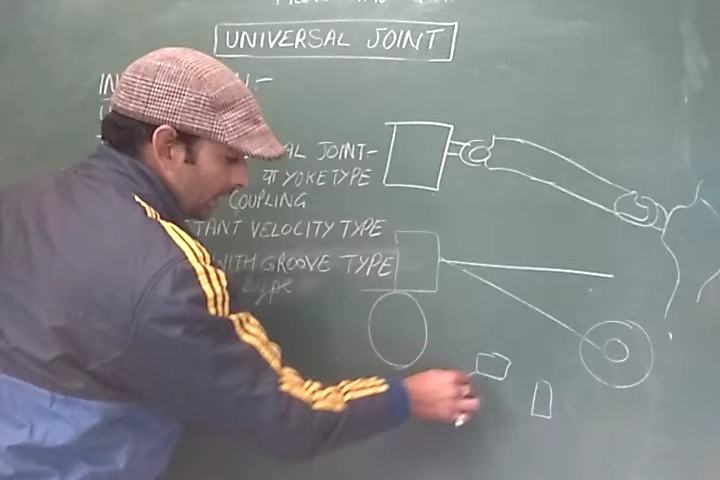 UNIVERSAL JOINT
IN N :-
AL JOINT-
या YOKE TYPE
COUPLING
TANT VELOCITY TYPE
WITH GROOVE TYPE
type